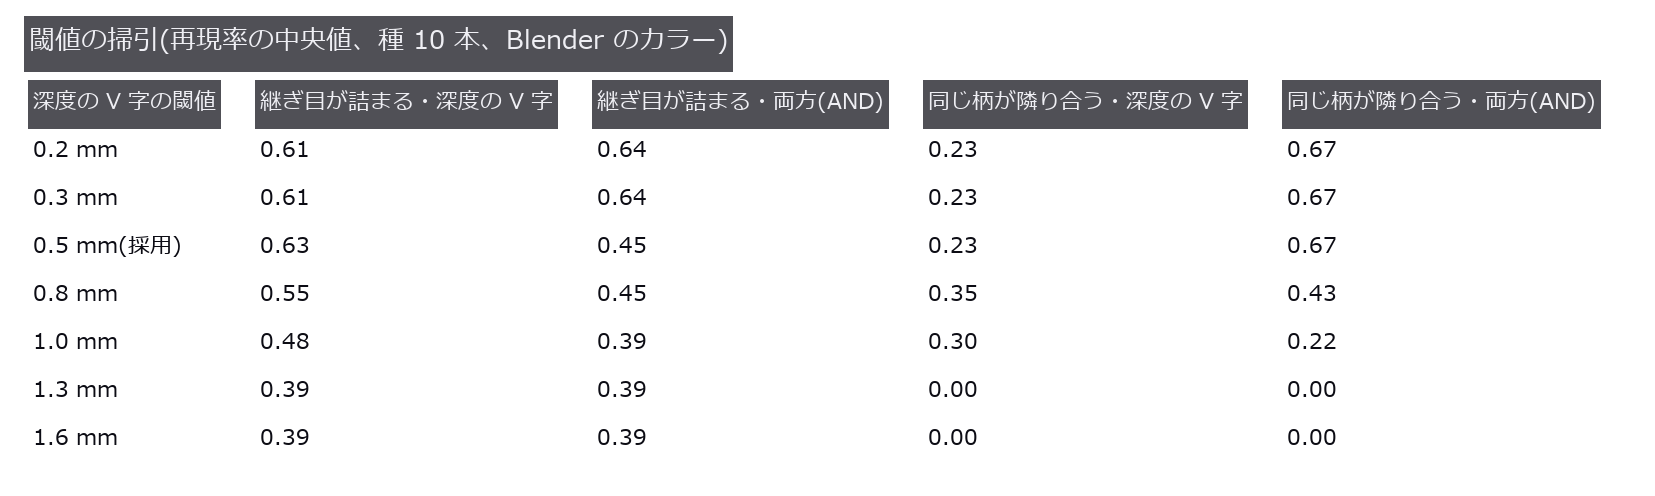 閾値の掃引(再現率の中央値、種 10 本、Blender のカラー)
深度の V 字の閾値 継ぎ目が詰まる・深度の V 字 継ぎ目が詰まる・両方(AND) 同じ柄が隣り合う・深度の V 字 同じ柄が隣り合う・両方(AND)
0.2 mm 0.61 0.64 0.23 0.67
0.3 mm 0.61 0.64 0.23 0.67
0.5 mm(採用) 0.63 0.45 0.23 0.67
0.8 mm 0.55 0.45 0.35 0.43
1.0 mm 0.48 0.39 0.30 0.22
1.3 mm 0.39 0.39 0.00 0.00
1.6 mm 0.39 0.39 0.00 0.00